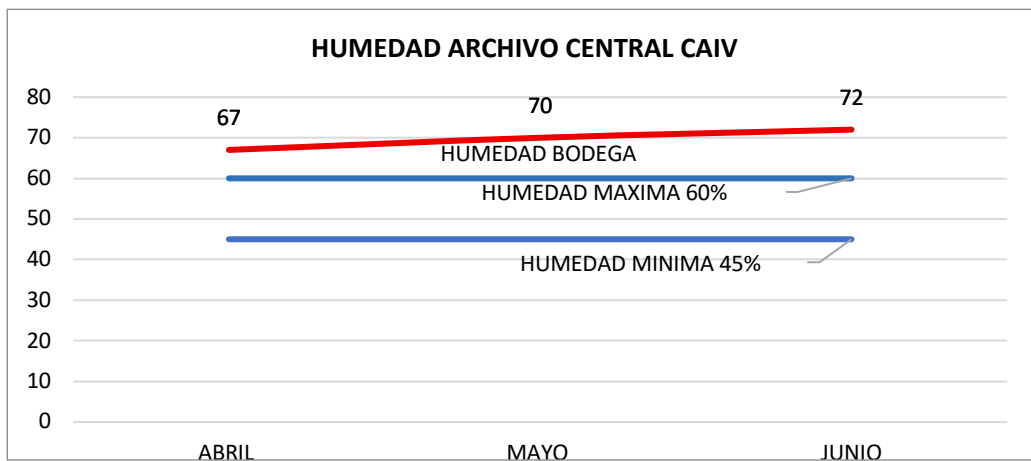 HUMEDAD ARCHIVO CENTRAL CAIV
80
70
60
50
40
30
20
10
0
67
70
72
HUMEDAD BODEGA
HUMEDAD MAXIMA 60%
HUMEDAD MINIMA 45%
ABRIL
MAYO
JUNIO